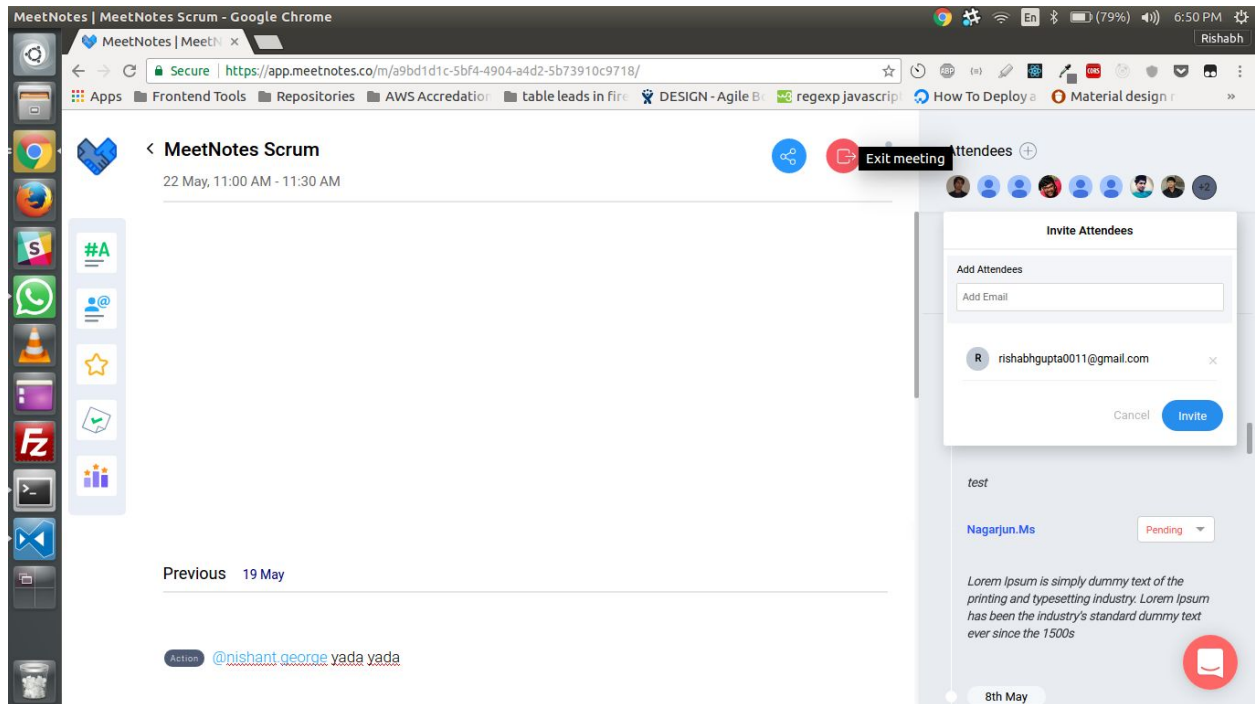 MeetNotes | MeetNotes Scrum - Google Chrome
En
(79%)
6:50 PM
MeetNotes | MeetN
Rishabh
Secure
https://app.meetnotes.co/m/a9bd1d1c-5bf4-4904-a4d2-5b73910c9718/
Apps
Frontend Tools
Repositories
AWS Accredation
table leads in fire
DESIGN - Agile Bo
regexp javascript
How To Deploy a
Material design r
»
MeetNotes Scrum
22 May, 11:00 AM - 11:30 AM
Exit meeting
Attendees
+2
#A
Invite Attendees
Add Attendees
Add Email
R rishabhgupta0011@gmail.com
Cancel
Invite
test
Nagarjun.Ms
Pending
Lorem Ipsum is simply dummy text of the
printing and typesetting industry. Lorem Ipsum
has been the industry's standard dummy text
ever since the 1500s
8th May
Previous 19 May
Action @nishant.george yada yada